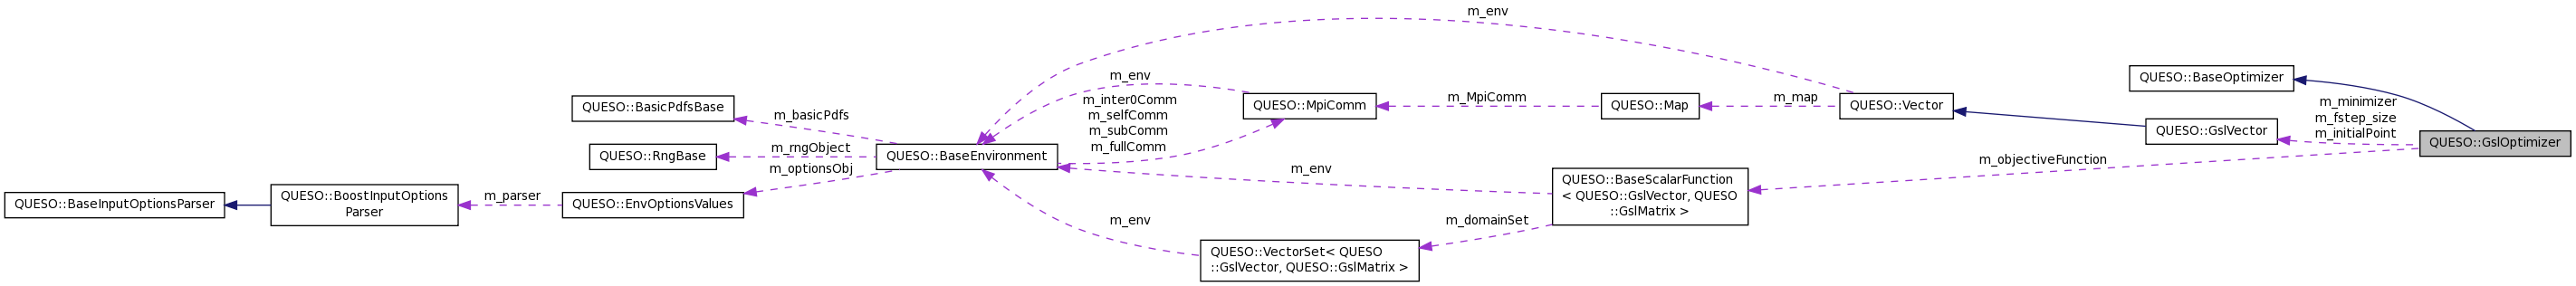 m_env
QUESO::BaseOptimizer
m_env
QUESO::BasicPdfsBase
m_basicPdfs
m_inter0Comm
m_selfComm
m_subComm
m_fullComm
QUESO::MpiComm
m_MpiComm
QUESO::Map
m_map
QUESO::Vector
QUESO::GslVector
m_minimizer
m_fstep_size
m_initialPoint
QUESO::GslOptimizer
QUESO::RngBase
m_rngObject
QUESO::BaseEnvironment
m_optionsObj
m_env
m_objectiveFunction
QUESO::BaseScalarFunction
< QUESO::GslVector, QUESO
::GslMatrix >
QUESO::BaseInputOptionsParser
QUESO::BoostInputOptions
Parser
m_parser
QUESO::EnvOptionsValues
m_env
m_domainSet
QUESO::VectorSet< QUESO
::GslVector, QUESO::GslMatrix >